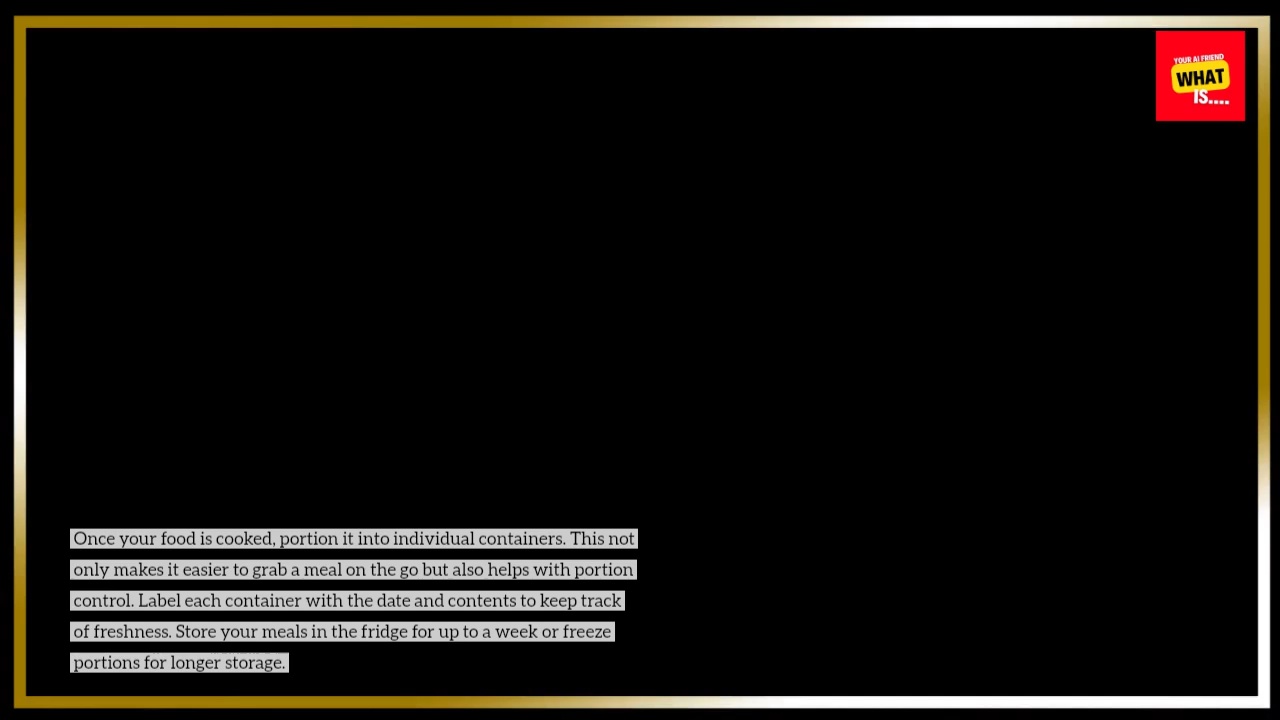 YOUR AI FRIEND
WHAT
IS....
Once your food is cooked, portion it into individual containers. This not
only makes it easier to grab a meal on the go but also helps with portion
control. Label each container with the date and contents to keep track
of freshness. Store your meals in the fridge for up to a week or freeze
portions for longer storage.